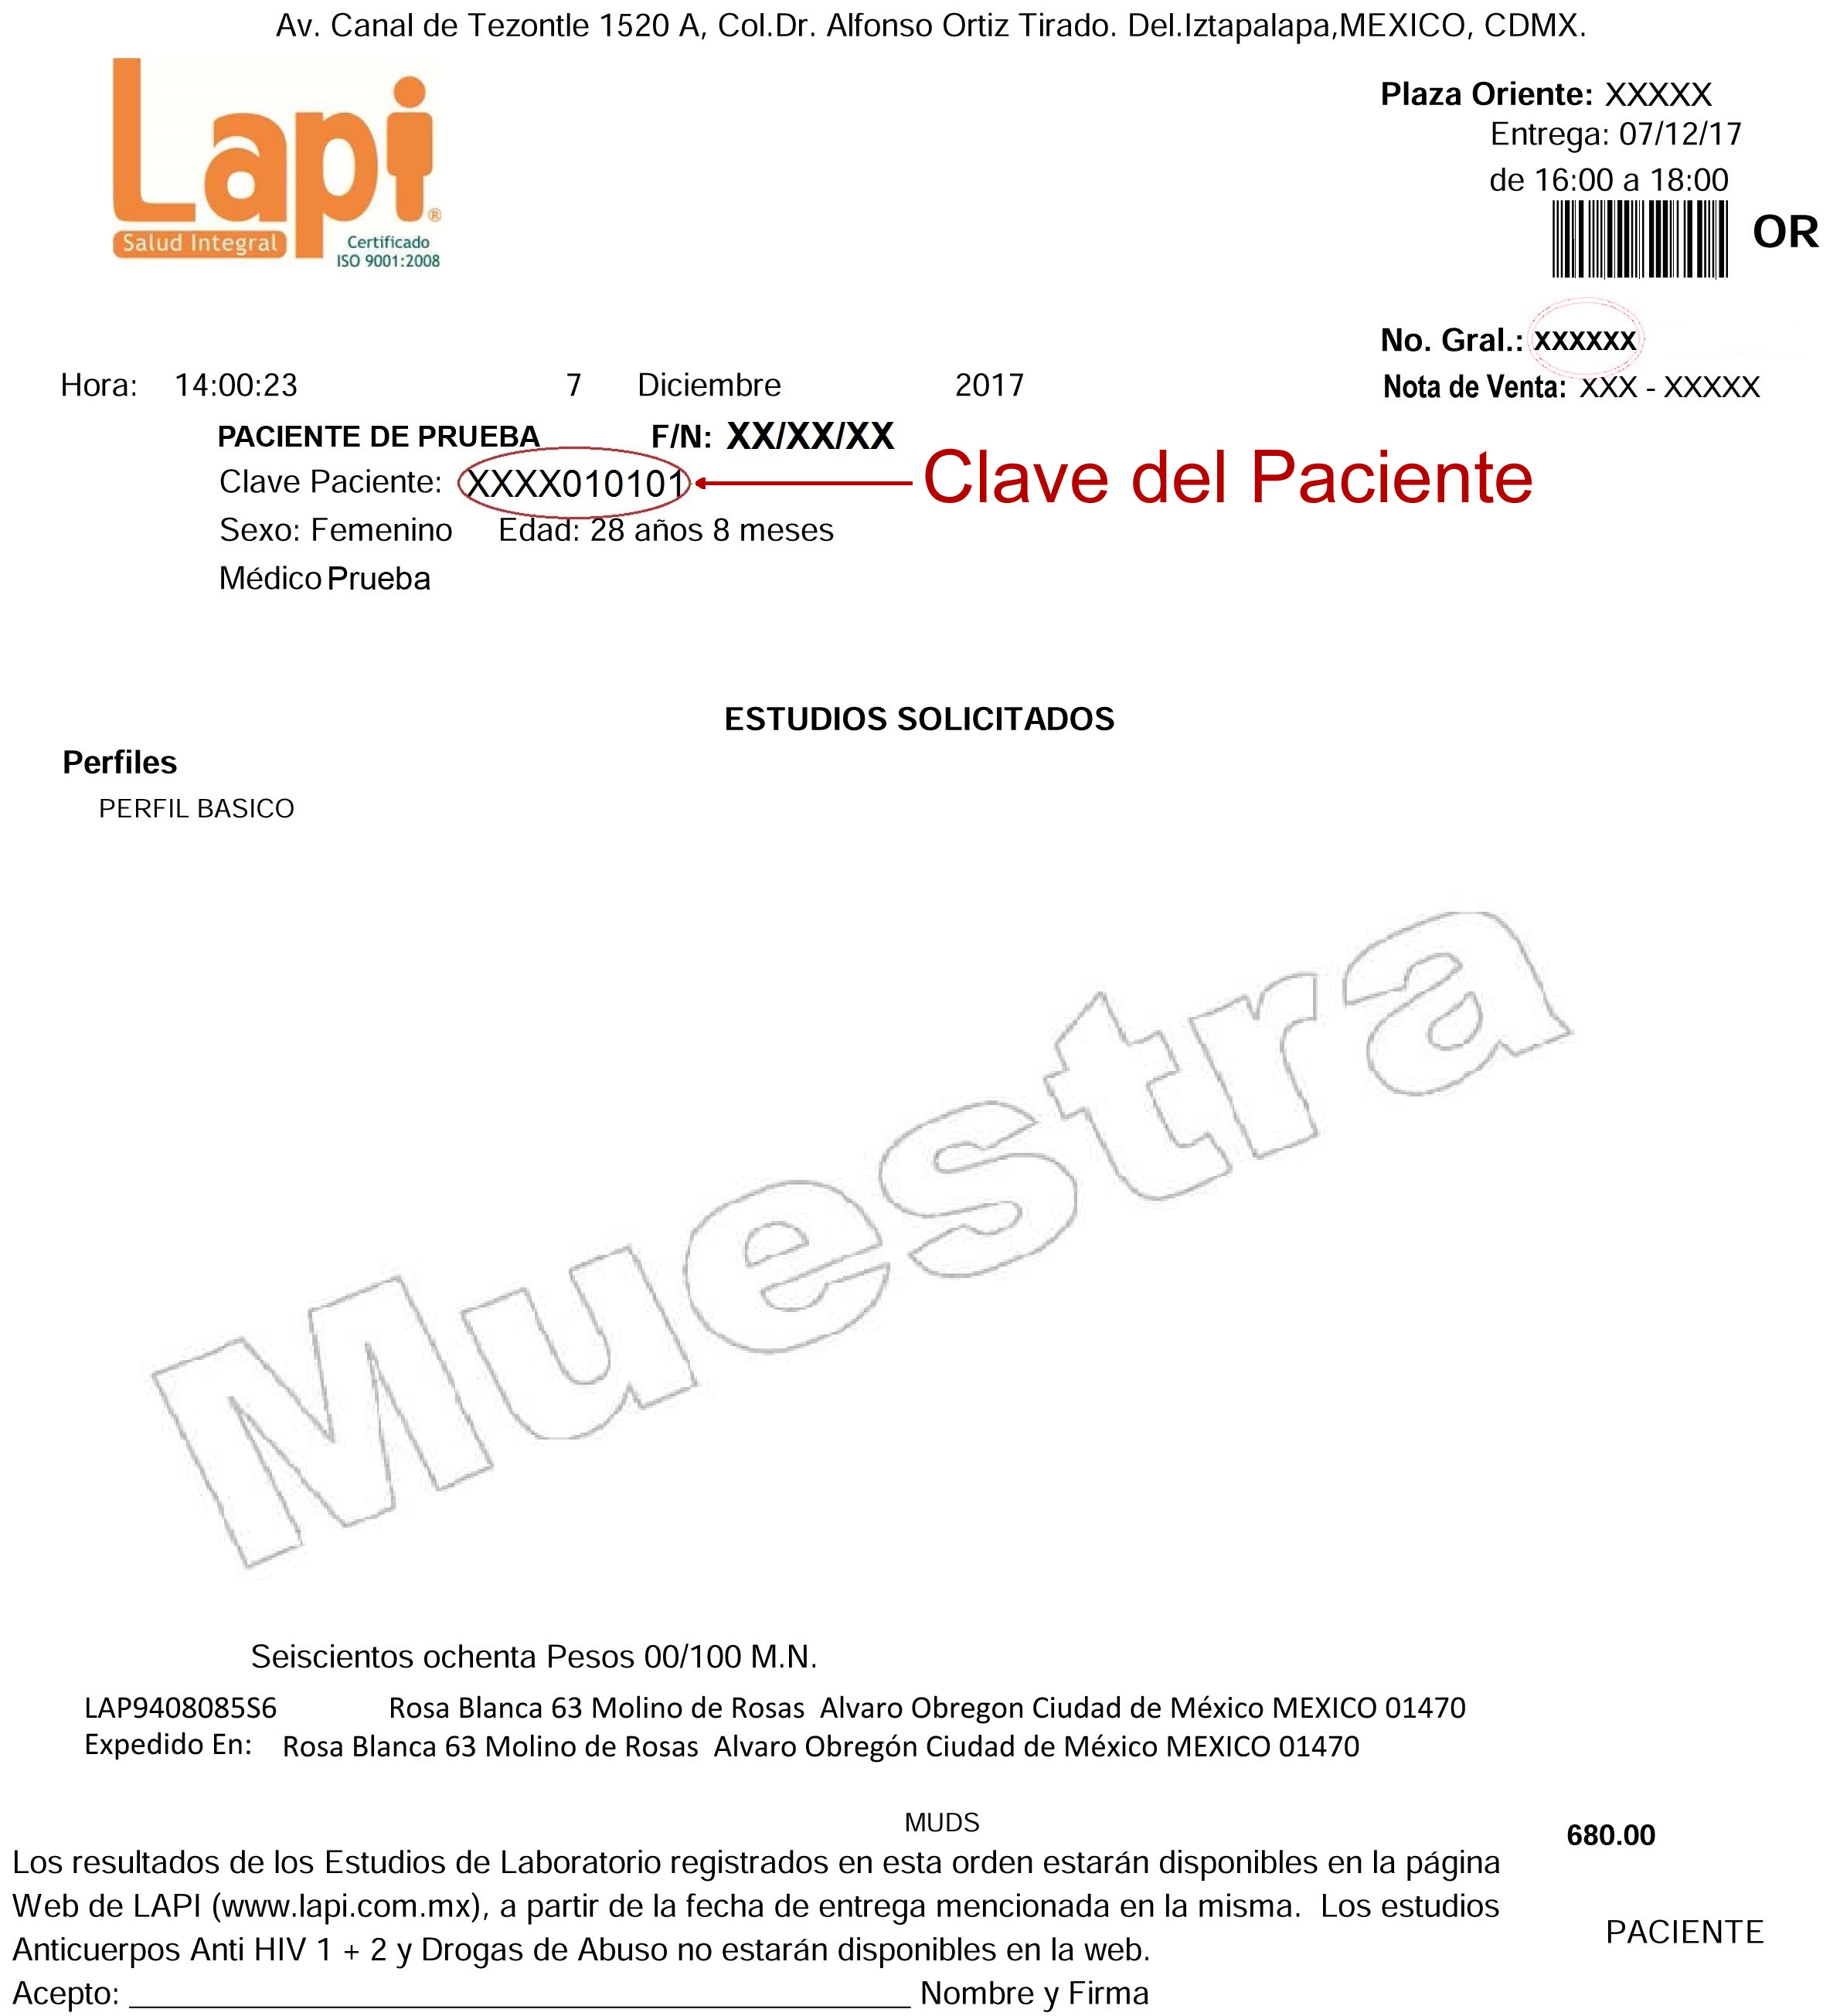 Av. Canal de Tezontle 1520 A, Col.Dr. Alfonso Ortiz Tirado. Del.Iztapalapa,MEXICO, CDMX.
Lapi®
Salud Integral
Certificado
ISO 9001:2008
Plaza Oriente: XXXXX
Entrega: 07/12/17
de 16:00 a 18:00
OR
No. Gral.: XXXXXX
Hora: 14:00:23 7 Diciembre 2017
Nota de Venta: XXX - XXXXX
PACIENTE DE PRUEBA F/N: XX/XX/XX
Clave Paciente: XXXX010101 Clave del Paciente
Sexo: Femenino Edad: 28 años 8 meses
Médico Prueba
ESTUDIOS SOLICITADOS
Perfiles
PERFIL BASICO
Muestra
Seiscientos ochenta Pesos 00/100 M.N.
LAP9408085S6 Rosa Blanca 63 Molino de Rosas Alvaro Obregon Ciudad de México MEXICO 01470
Expedido En: Rosa Blanca 63 Molino de Rosas Alvaro Obregón Ciudad de México MEXICO 01470
MUDS
680.00
Los resultados de los Estudios de Laboratorio registrados en esta orden estarán disponibles en la página
Web de LAPI (www.lapi.com.mx), a partir de la fecha de entrega mencionada en la misma. Los estudios
Anticuerpos Anti HIV 1 + 2 y Drogas de Abuso no estarán disponibles en la web.
PACIENTE
Acepto: ____________________ Nombre y Firma